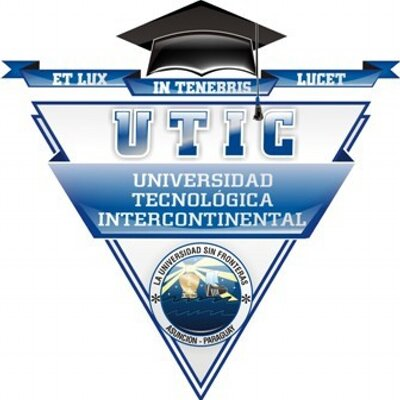 ET LUX IN TENEBRIS LUCET
UTIC
UNIVERSIDAD
TECNOLÓGICA
INTERCONTINENTAL
LA UNIVERSIDAD SIN FRONTERAS
ASUNCION - PARAGUAY